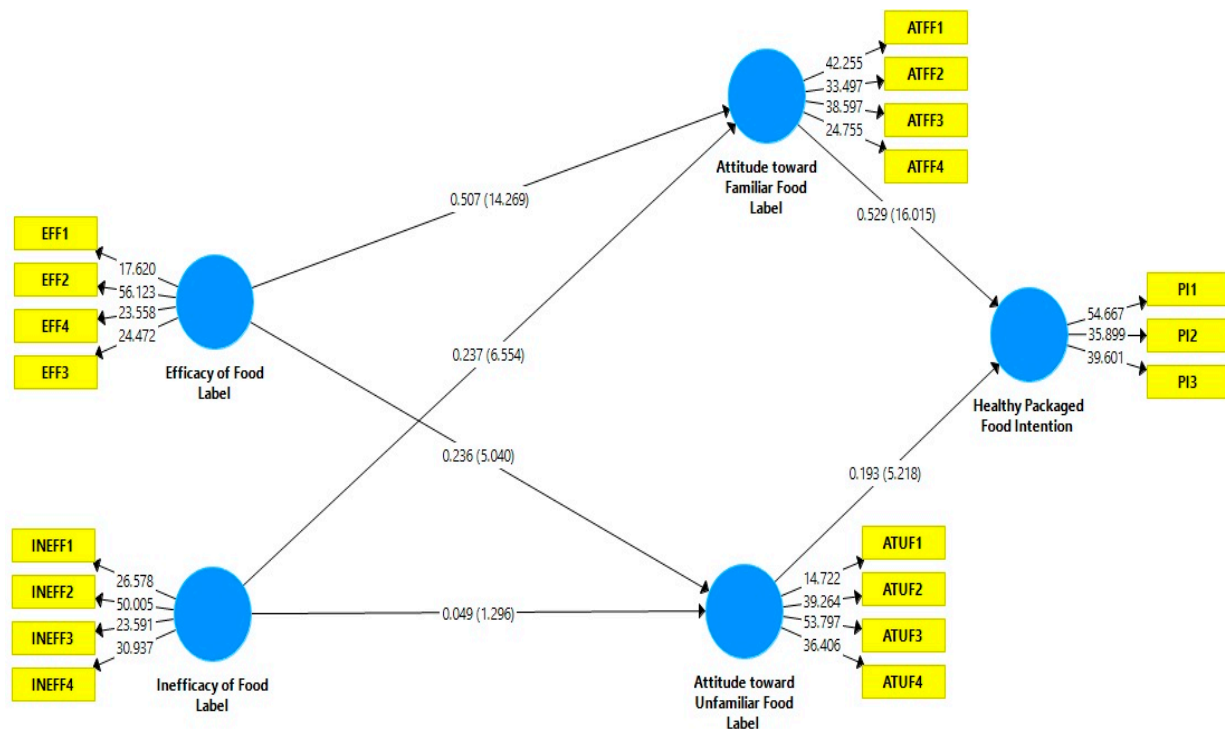 ATFF1
42.255
ATFF2
33.497
38.597
ATFF3
24.755
ATFF4
Attitude toward
Familiar Food
Label
0.507 (14.269)
0.529 (16.015)
EFF1
17.620
EFF2
56.123
EFF4
23.558
24.472
EFF3
Efficacy of Food
Label
0.237 (6.554)
PI1
54.667
PI2
35.899
39.601
PI3
Healthy Packaged
Food Intention
0.236 (5.040)
0.193 (5.218)
INEFF1
26.578
INEFF2
50.005
INEFF3
23.591
30.937
INEFF4
Inefficacy of Food
Label
0.049 (1.296)
ATUF1
14.722
ATUF2
39.264
53.797
ATUF3
36.406
ATUF4
Attitude toward
Unfamiliar Food
Label